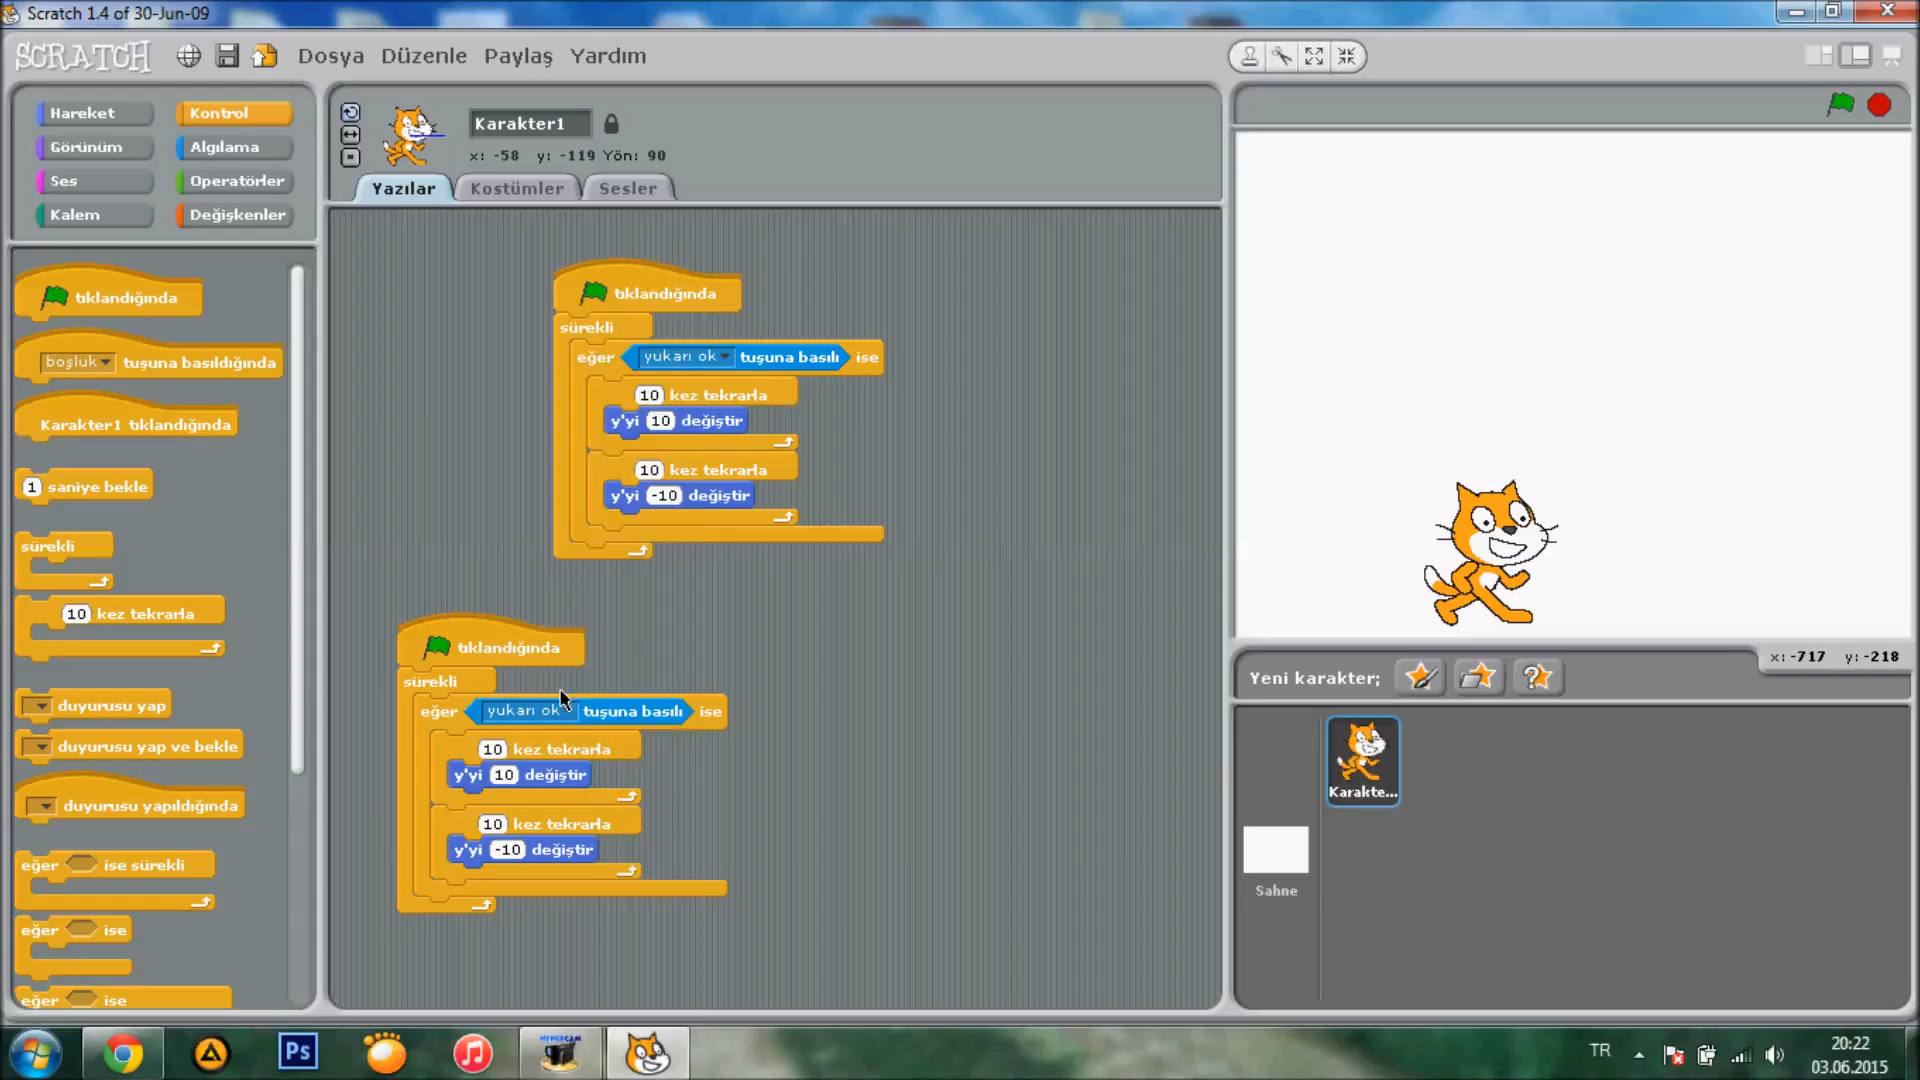 Scratch 1.4 of 30-Jun-09
SCRATCH
Dosya Düzenle Paylaş Yardım
Hareket
Kontrol
Görünüm
Algılama
Ses
Operatörler
Kalem
Değişkenler
Karakter1
x: -58 y: -119 Yön: 90
Yazılar
Kostümler
Sesler
tıklandığında
boşluk tuşuna basıldığında
Karakter1 tıklandığında
1 saniye bekle
sürekli
10 kez tekrarla
duyurusu yap
duyurusu yap ve bekle
duyurusu yapıldığında
eğer ise sürekli
eğer ise
eğer ise
tıklandığında
sürekli
eğer yukarı ok tuşuna basılı ise
10 kez tekrarla
y'yi 10 değiştir
10 kez tekrarla
y'yi -10 değiştir
tıklandığında
sürekli
eğer yukarı ok tuşuna basılı ise
10 kez tekrarla
y'yi 10 değiştir
10 kez tekrarla
y'yi -10 değiştir
x: -717 y: -218
Yeni karakter;
Karakte...
Sahne
Ps
HYPERCAM
TR
20:22
03.06.2015